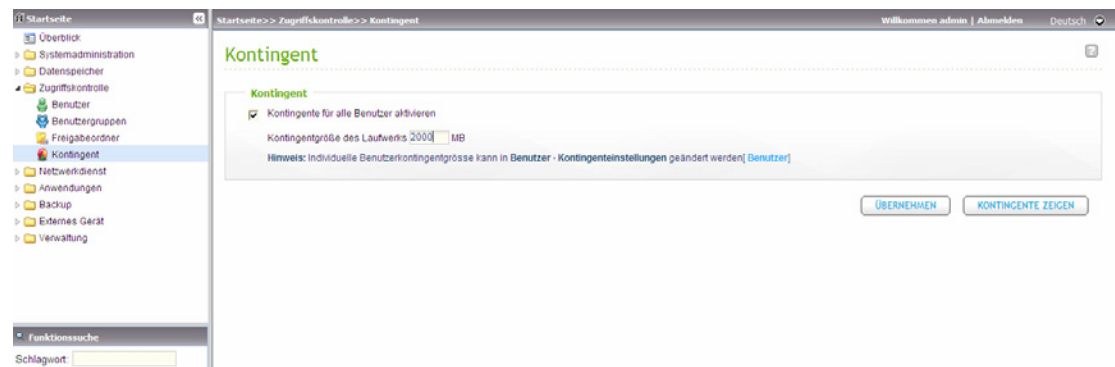 Startseite
Startseite>> Zugriffskontrolle>> Kontingent
Willkommen admin | Abmelden
Deutsch
Überblick
Systemadministration
Datenspeicher
Zugriffskontrolle
Benutzer
Benutzergruppen
Freigabeordner
Kontingent
Netzwerkdienst
Anwendungen
Backup
Externes Gerät
Verwaltung
Funktionssuche
Schlagwort:
Kontingent
Kontingent
Kontingente für alle Benutzer aktivieren
Kontingentgröße des Laufwerks 2000 MB
Hinweis: Individuelle Benutzerkontingentgrösse kann in Benutzer - Kontingenteinstellungen geändert werden[ Benutzer]
ÜBERNEHMEN
KONTINGENTE ZEIGEN